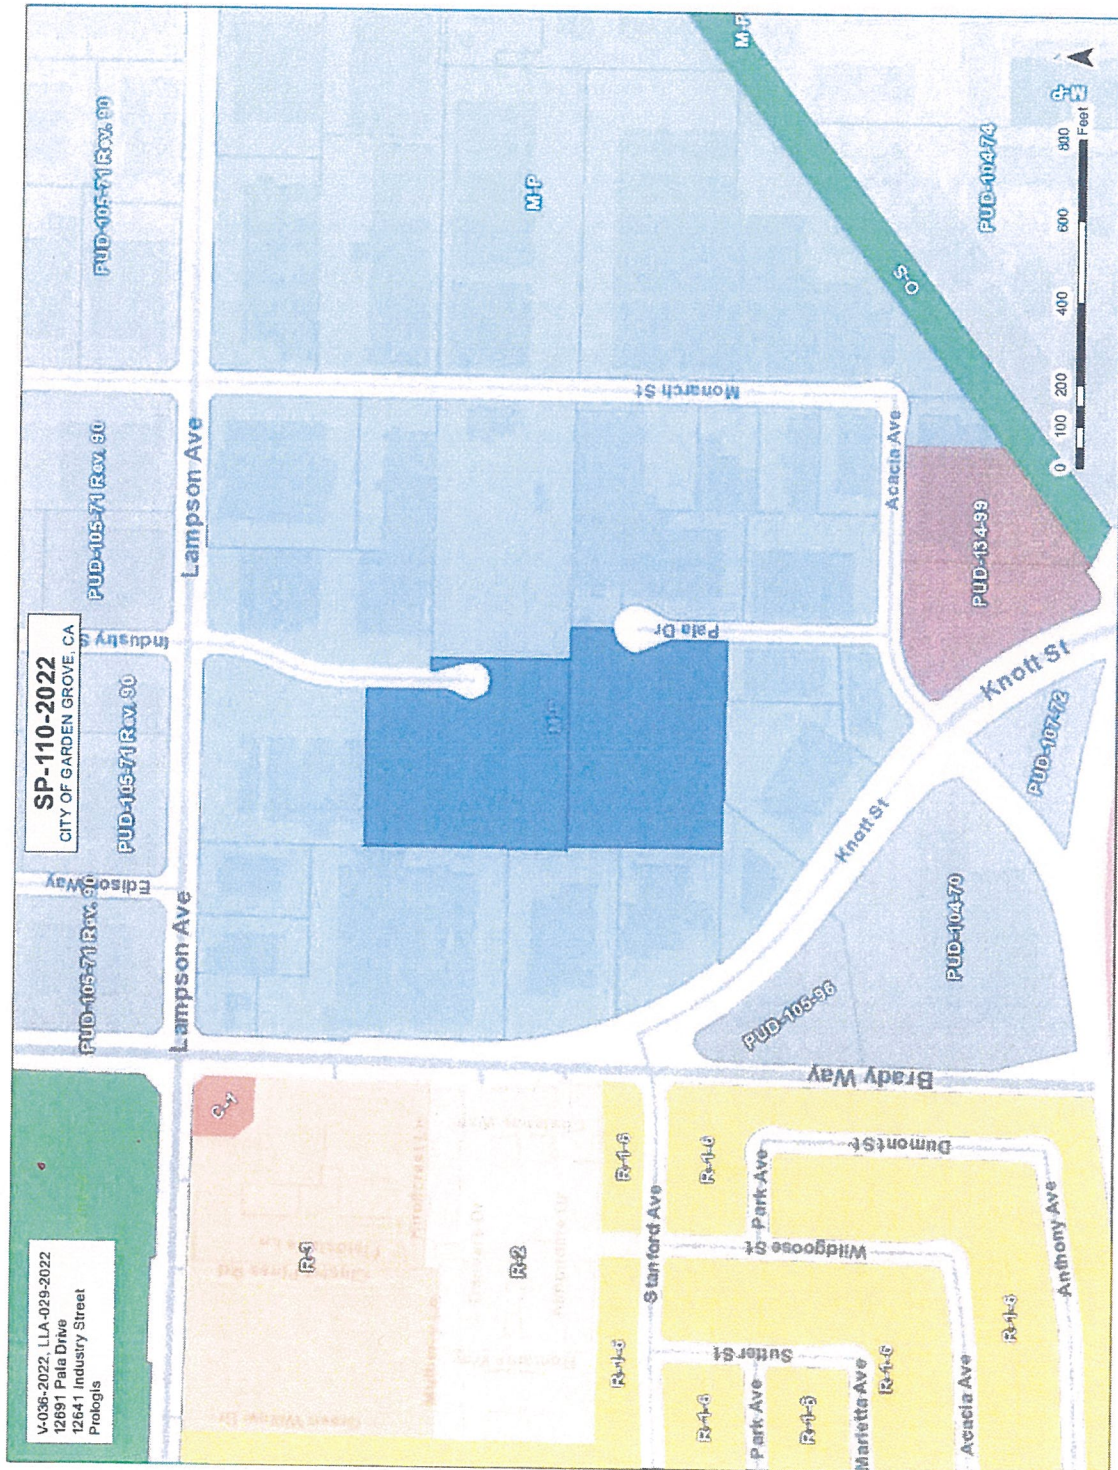 V-036-2022, LLA-029-2022
12691 Pala Drive
12641 Industry Street
Prologis
SP-110-2022
CITY OF GARDEN GROVE, CA
PUD-105-71 Rev. 90
Edison Way
PUD-105-71 Rev. 90
Industry S
PUD-105-71 Rev. 90
PUD-105-71 Rev. 90
Lampson Ave
Lampson Ave
C-1
R-3
R-2
M-P
M-P
M-P
Monarch St
Pala Dr
Acacia Ave
Knott St
Knott St
R-1-6
Stanford Ave
R-1-6
R-1-6
Park Ave
R-1-6
Sutter St
R-1-6
Marietta Ave
R-1-6
Acacia Ave
Wildgoose St
Park Ave
Dumont St
R-1-6
Anthony Ave
Brady Way
PUD-105-96
PUD-104-70
PUD-107-72
PUD-134-99
O-S
PUD-104-74
0 100 200 400 600 800
Feet